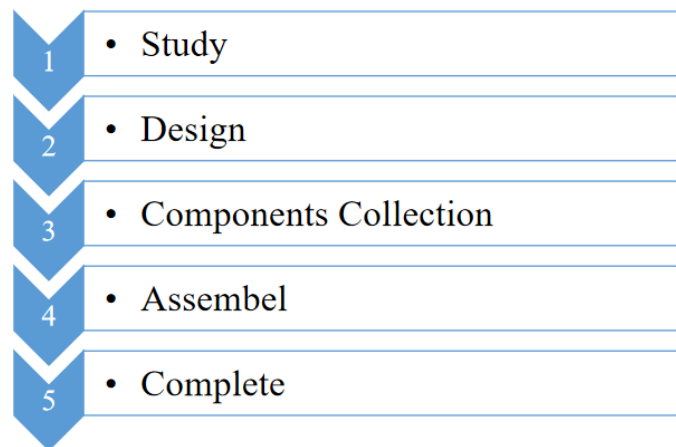 1 • Study
2 • Design
3 • Components Collection
4 • Assembel
5 • Complete